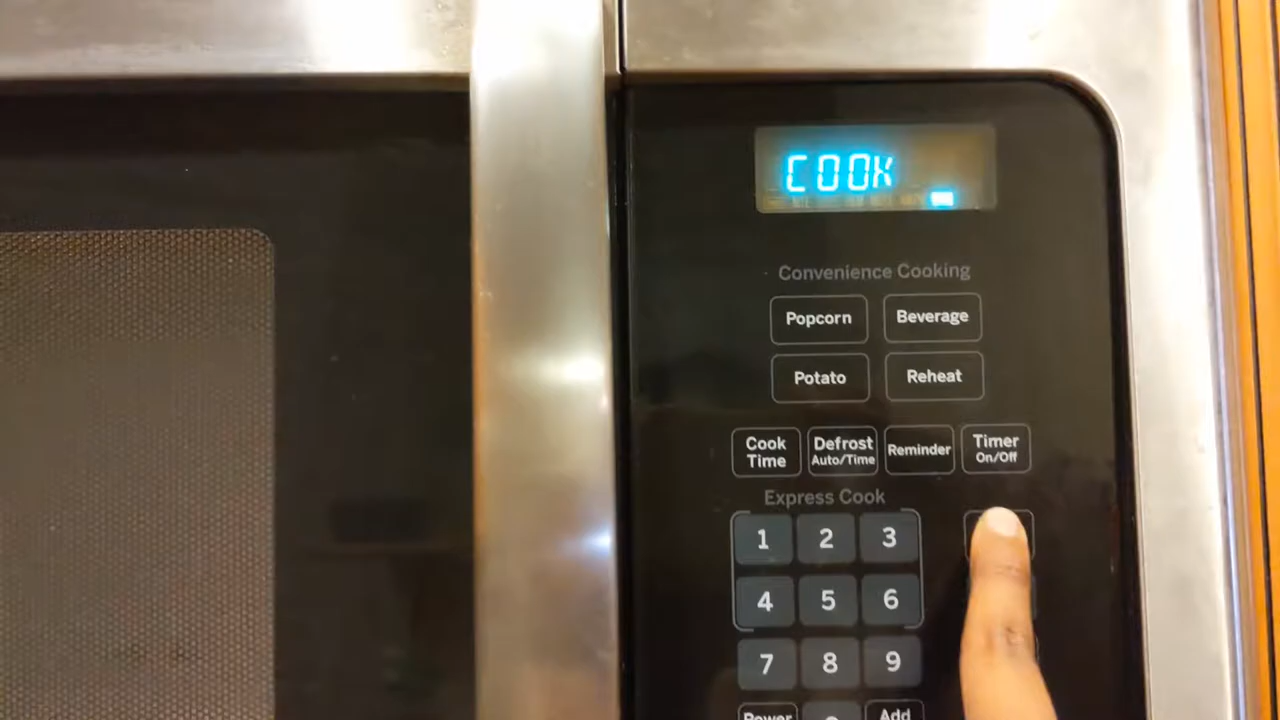 COOK
Convenience Cooking
Popcorn Beverage
Potato Reheat
Cook Time Defrost Auto/Time Reminder Timer On/Off
Express Cook
1 2 3
4 5 6
7 8 9
Power Add